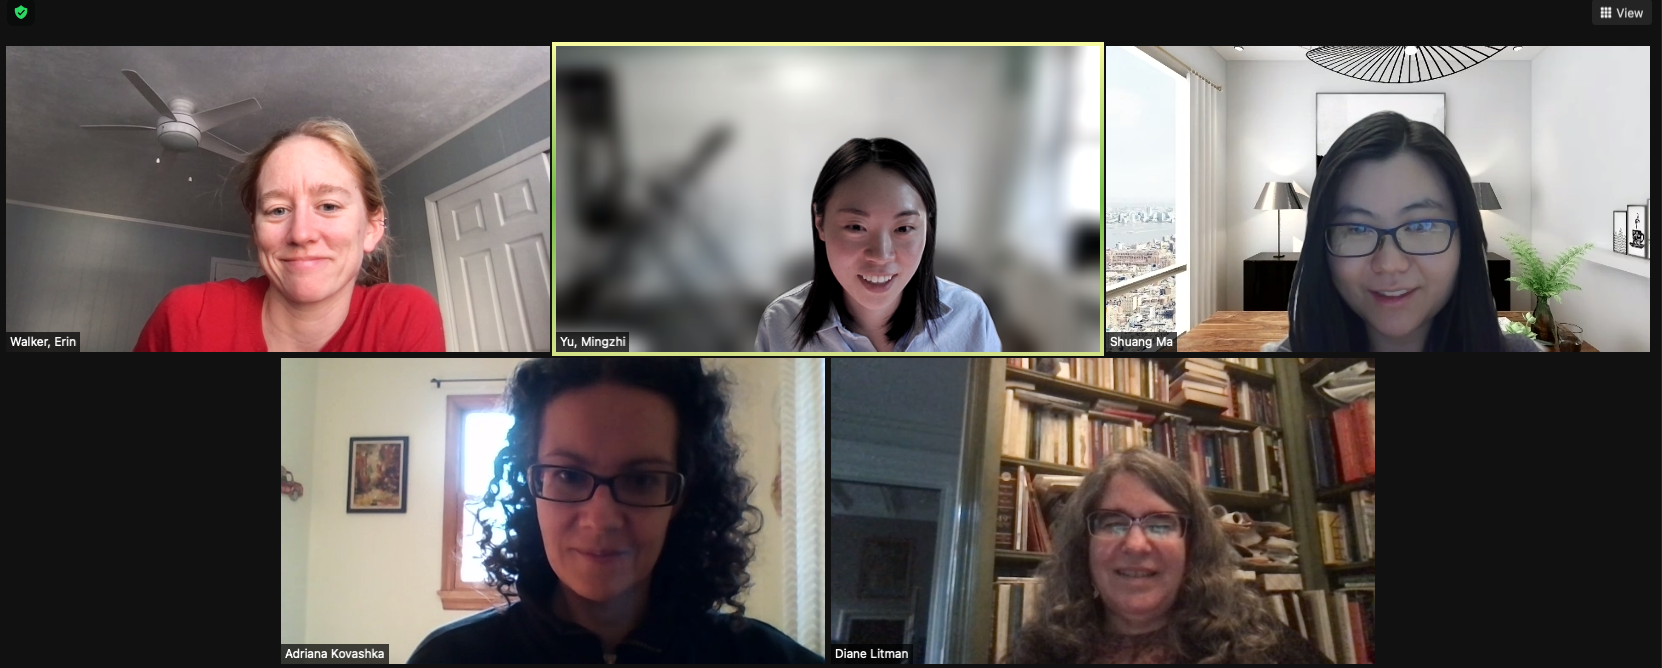 View
Walker, Erin
Yu, Mingzhi
Shuang Ma
Adriana Kovashka
Diane Litman